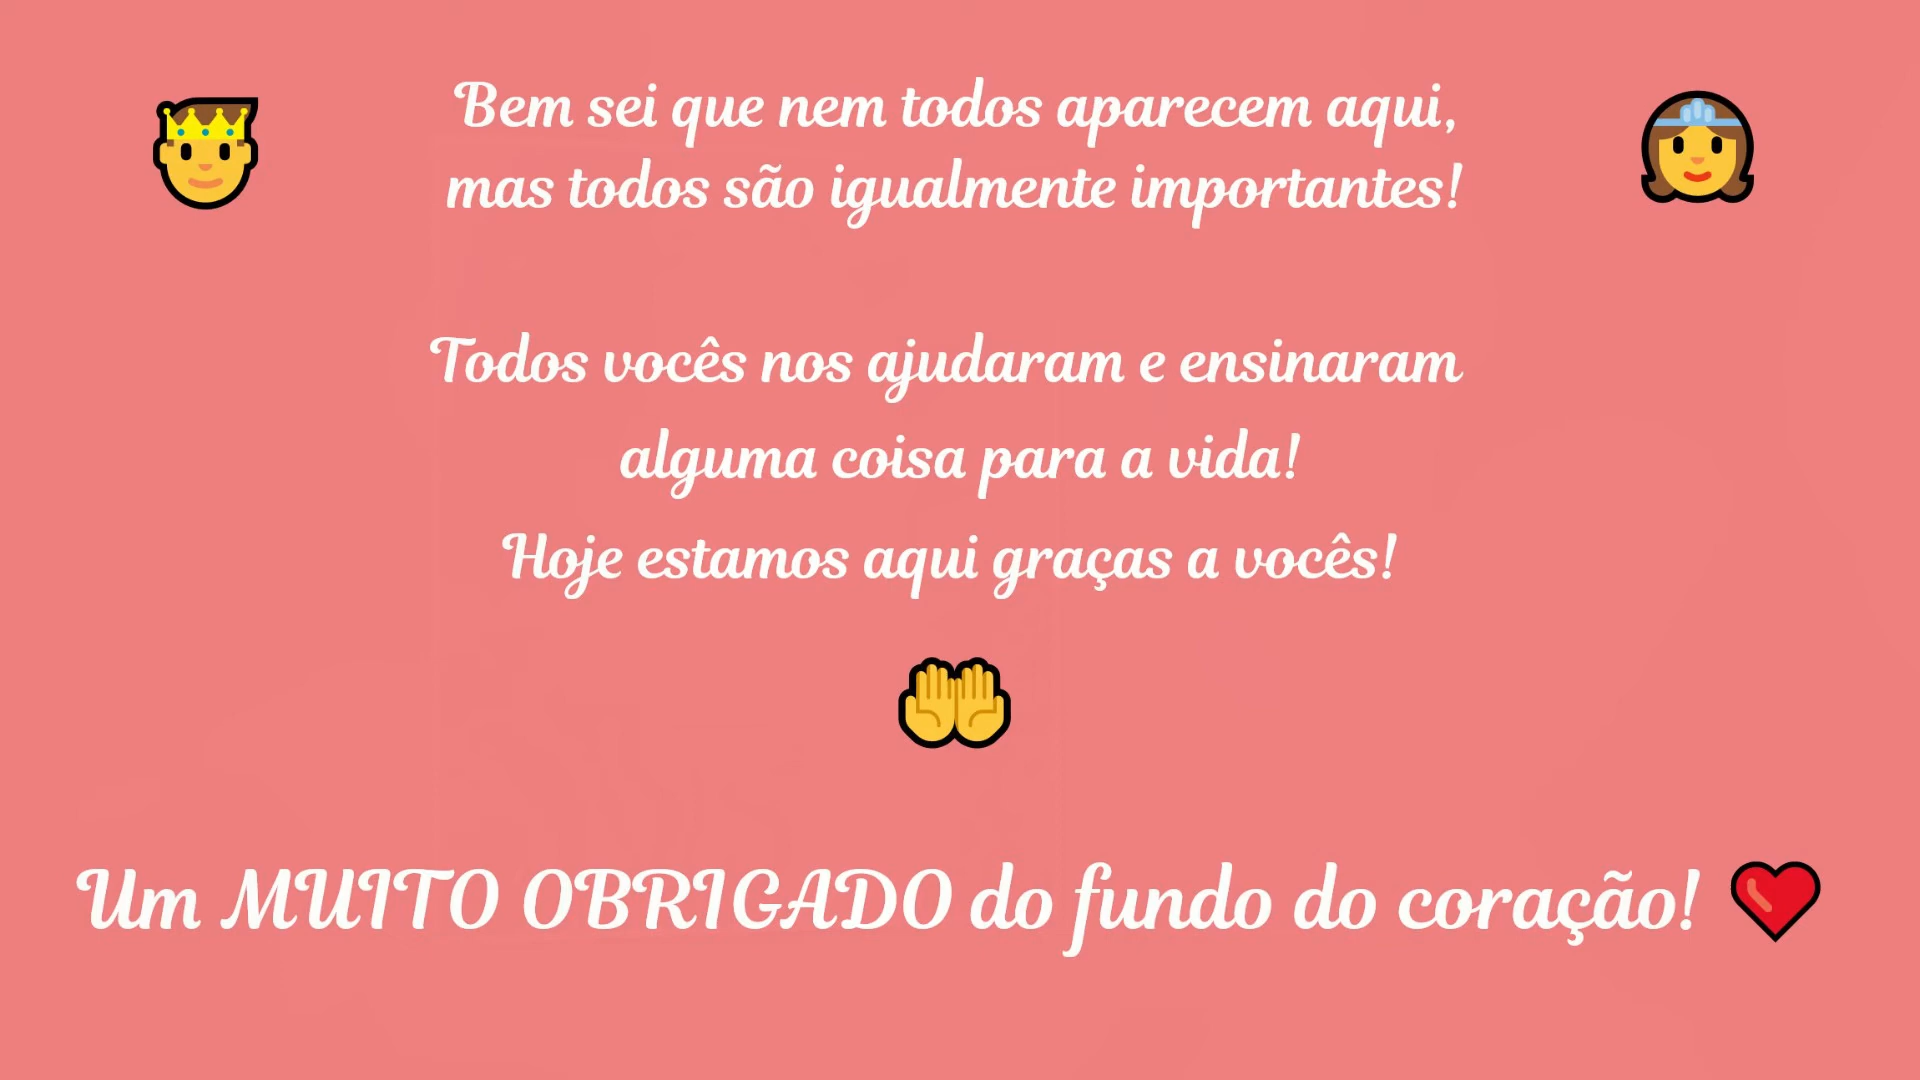 Bem sei que nem todos aparecem aqui,
mas todos são igualmente importantes!
Todos vocês nos ajudaram e ensinaram
alguma coisa para a vida!
Hoje estamos aqui graças a vocês!
Um MUITO OBRIGADO do fundo do coração!